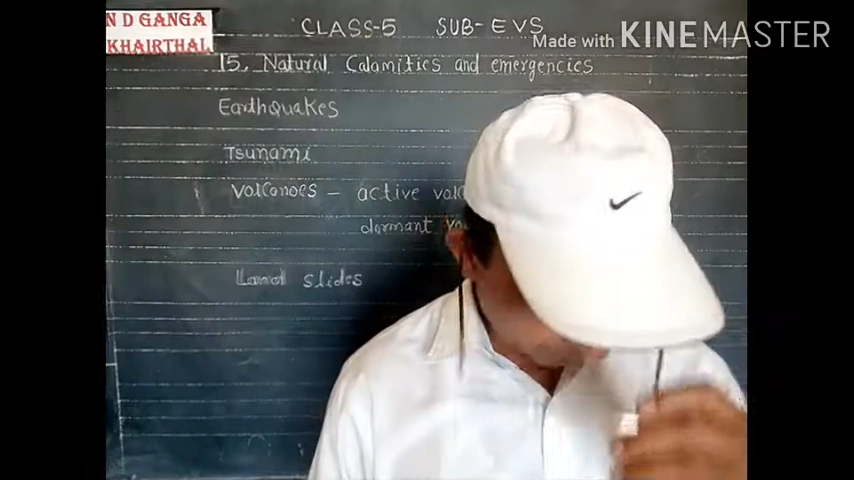 N D GANGA
KHAIRTHAL
CLASS-5 SUB- EVS
Made with KINEMASTER
15. Natural Calamities and emergencies
Earthquakes
Tsunami
Volcanoes - active
dormant
Land slides